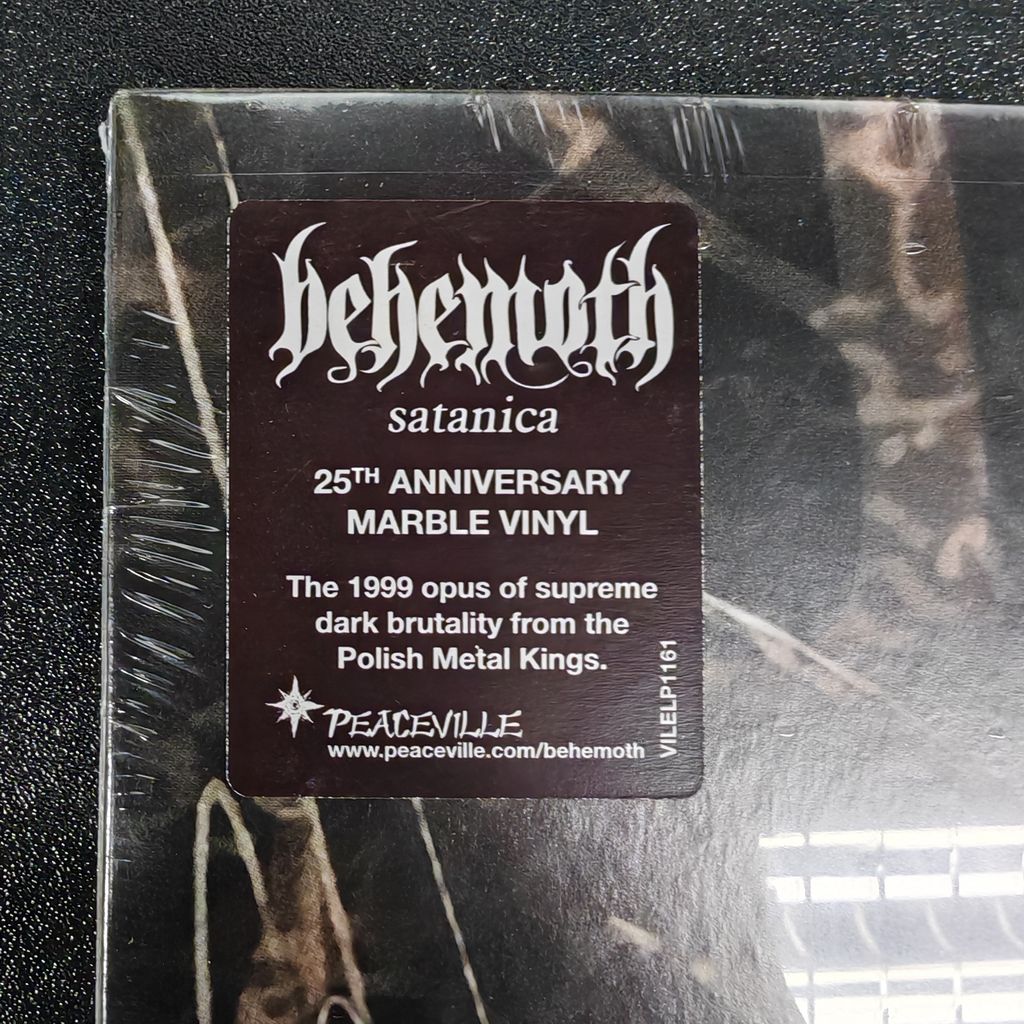 behemoth
satanica
25TH ANNIVERSARY
MARBLE VINYL
The 1999 opus of supreme
dark brutality from the
Polish Metal Kings.
PEACEVILLE
www.peaceville.com/behemoth
VILELP1161